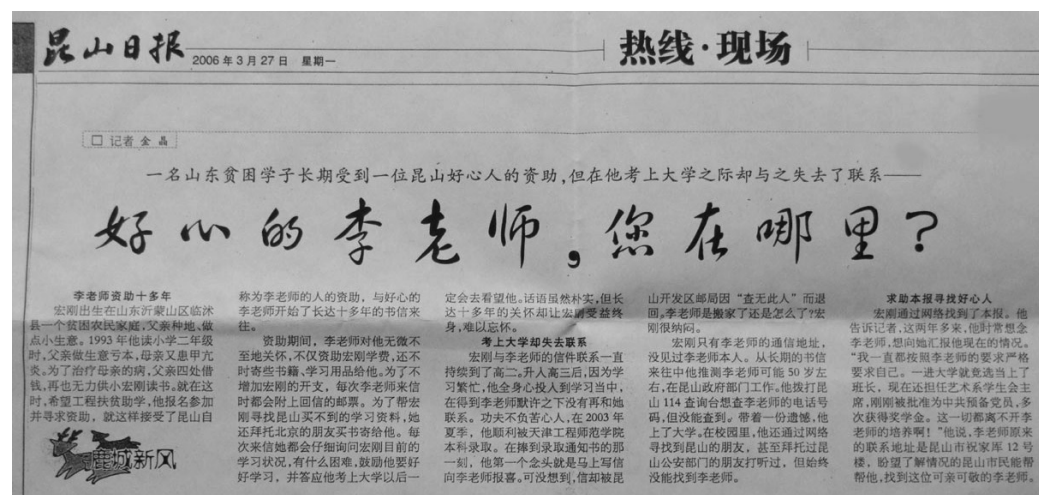 昆山日报
2006年3月27日 星期一
热线·现场
□ 记者 金 晶
一名山东贫困学子长期受到一位昆山好心人的资助,但在他考上大学之际却与之失去了联系——
好心的李老师,您在哪里?
李老师资助十多年
宏刚出生在山东沂蒙山区临沭
县一个贫困农民家庭,父亲种地、做
点小生意。1993年他读小学二年级
时,父亲做生意亏本,母亲又患甲亢
炎。为了治疗母亲的病,父亲四处借
钱,再也无力供小宏刚读书。就在这
时,希望工程扶贫助学,他报名参加
并寻求资助,就这样接受了昆山自
鹿城新风
称为李老师的人的资助,与好心的
李老师开始了长达十多年的书信来
往。
资助期间,李老师对他无微不
至地关怀,不仅资助宏刚学费,还不
时寄些书籍、学习用品给他。为了不
增加宏刚的开支,每次李老师来信
时都会附上回信的邮票。为了帮宏
刚寻找昆山买不到的学习资料,她
还拜托北京的朋友买书寄给他。每
次来信她都会仔细询问宏刚目前的
学习状况,有什么困难,鼓励他要好
好学习,并答应他考上大学以后一
定会去看望他。话语虽然朴实,但长
达十多年的关怀却让宏刚受益终
身,难以忘怀。
考上大学却失去联系
宏刚与李老师的信件联系一直
持续到了高二。升入高三后,因为学
习繁忙,他全身心投入到学习当中,
在得到李老师默许之下没有再和她
联系。功夫不负苦心人,在2003年
夏季,他顺利被天津工程师范学院
本科录取。在捧到录取通知书的那
一刻,他第一个念头就是马上写信
向李老师报喜。可没想到,信却被昆
山开发区邮局因“查无此人”而退
回。李老师是搬家了还是怎么了?宏
刚很纳闷。
宏刚只有李老师的通信地址,
没见过李老师本人。从长期的书信
来往中他推测李老师可能50岁左
右,在昆山政府部门工作。他拨打昆
山114查询台想查李老师的电话号
码,但没能查到。带着一份遗憾,他
上了大学。在校园里,他还通过网络
寻找到昆山的朋友,甚至拜托过昆
山公安部门的朋友打听过,但始终
没能找到李老师。
求助本报寻找好心人
宏刚通过网络找到了本报。他
告诉记者,这两年多来,他时常想念
李老师,想向她汇报他现在的情况。
“我一直都按照李老师的要求严格
要求自己。一进大学就竞选当上了
班长,现在还担任艺术系学生会主
席,刚刚被批准为中共预备党员,多
次获得奖学金。这一切都离不开李
老师的培养啊!”他说,李老师原来
的联系地址是昆山市祝家厍12号
楼,盼望了解情况的昆山市民能帮
帮他,找到这位可亲可敬的李老师。